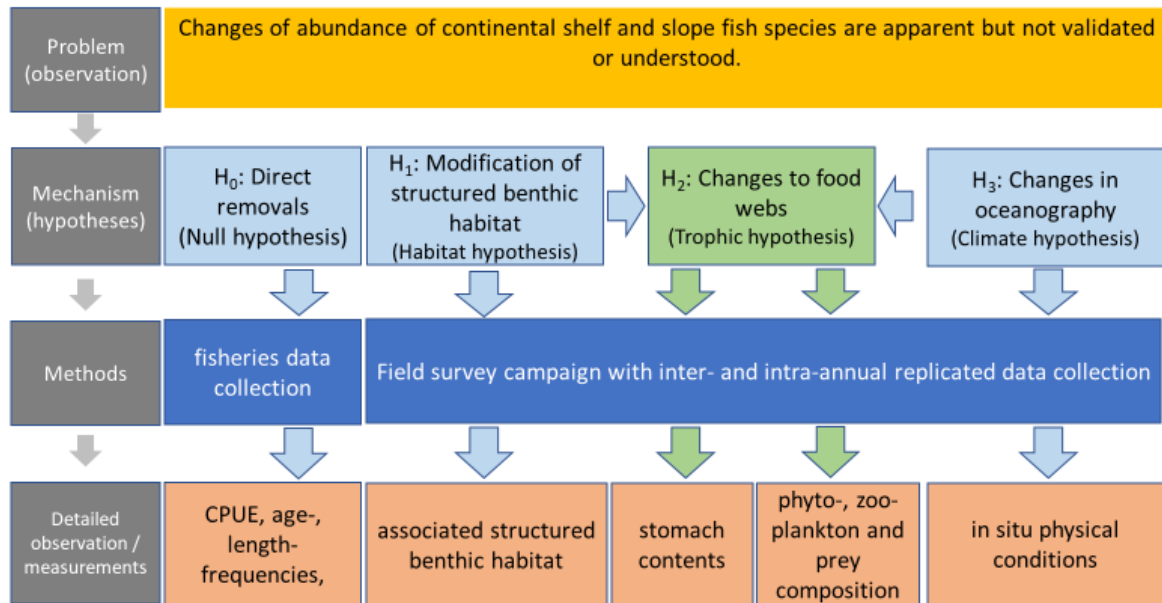 Problem
(observation)
Changes of abundance of continental shelf and slope fish species are apparent but not validated
or understood.
Mechanism
(hypotheses)
H₀: Direct
removals
(Null hypothesis)
H₁: Modification of
structured benthic
habitat
(Habitat hypothesis)
H₂: Changes to food
webs
(Trophic hypothesis)
H₃: Changes in
oceanography
(Climate hypothesis)
Methods
fisheries data
collection
Field survey campaign with inter- and intra-annual replicated data collection
Detailed
observation /
measurements
CPUE, age-,
length-
frequencies,
associated structured
benthic habitat
stomach
contents
phyto-, zoo-
plankton and
prey
composition
in situ physical
conditions